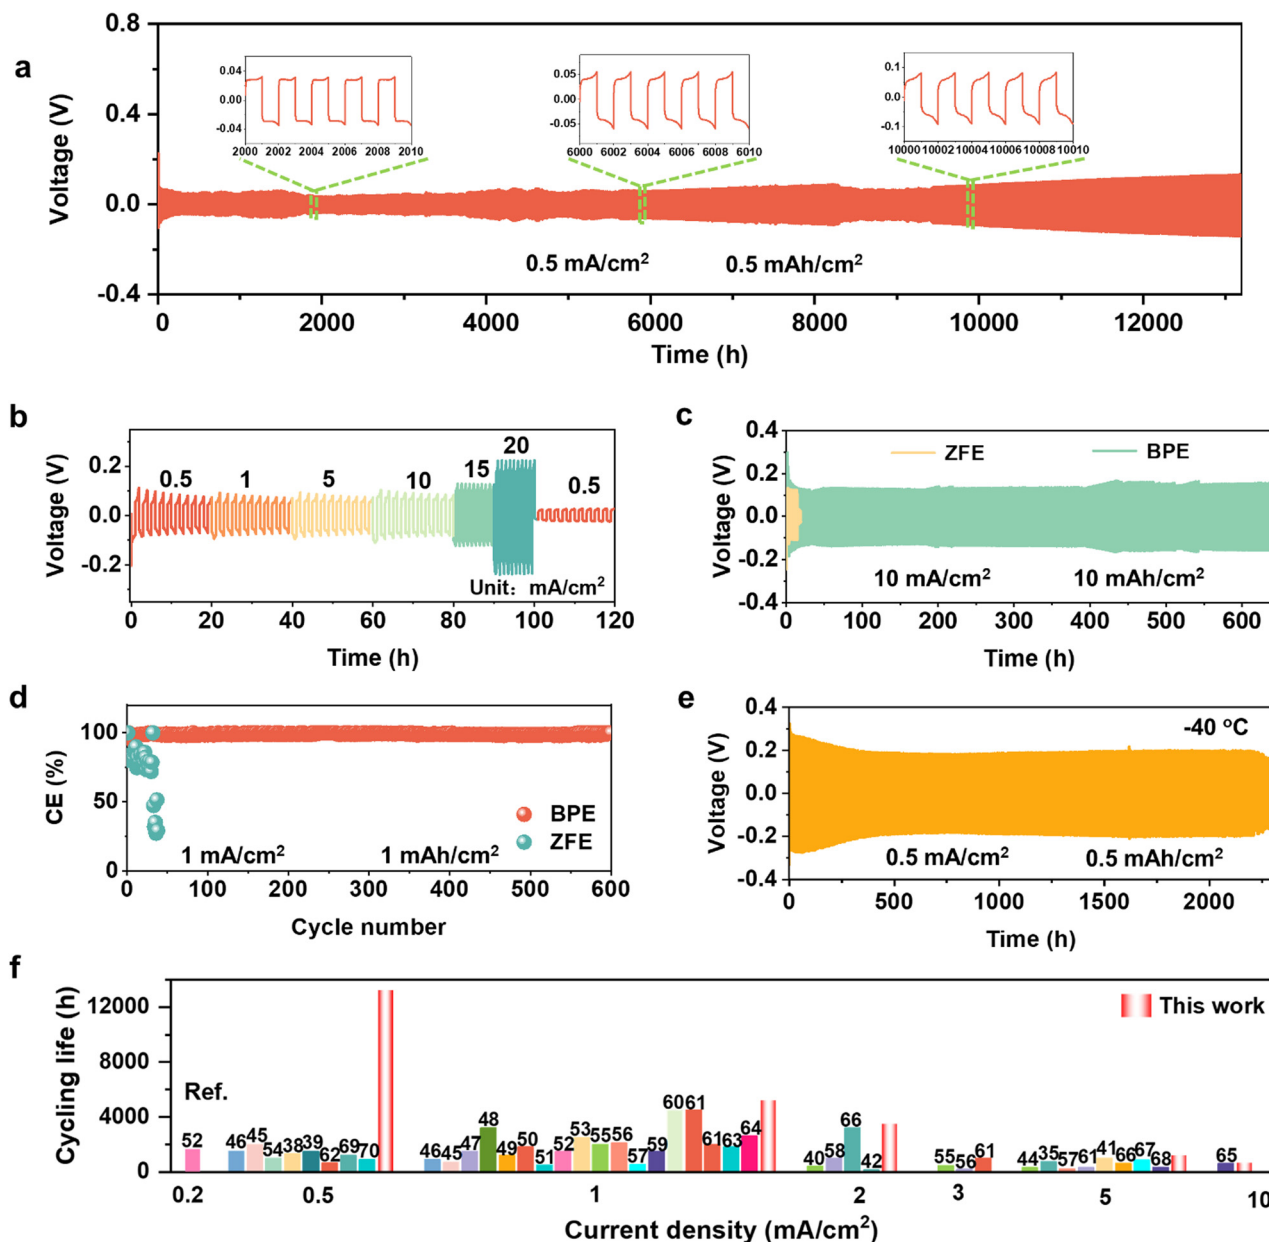 a
Voltage (V)
0.8
0.4
0.0
-0.4
0.04
0.00
-0.04
2000 2002 2004 2006 2008 2010
0.05
0.00
-0.05
6000 6002 6004 6006 6008 6010
0.1
0.0
-0.1
10000 10002 10004 10006 10008 10010
0.5 mA/cm² 0.5 mAh/cm²
0 2000 4000 6000 8000 10000 12000
Time (h)
b
Voltage (V)
0.2
0.0
-0.2
0.5 1 5 10 15 20 0.5
Unit: mA/cm²
0 20 40 60 80 100 120
Time (h)
c
Voltage (V)
0.4
0.2
0.0
-0.2
-0.4
ZFE BPE
10 mA/cm² 10 mAh/cm²
0 100 200 300 400 500 600
Time (h)
d
CE (%)
100
50
0
BPE
ZFE
1 mA/cm² 1 mAh/cm²
0 100 200 300 400 500 600
Cycle number
e
Voltage (V)
0.4
0.2
0.0
-0.2
-0.4
-40 °C
0.5 mA/cm² 0.5 mAh/cm²
0 500 1000 1500 2000
Time (h)
f
Cycling life (h)
12000
8000
4000
0
This work
Ref.
52
46 45 54 38 39 62 69 70
46 45 47 48 49 50 51 52 53 55 56 57 59 60 61 61 63 64
40 58 66 42
55 56 61
44 35 57 61 41 66 67 68
65
0.2 0.5 1 2 3 5 10
Current density (mA/cm²)